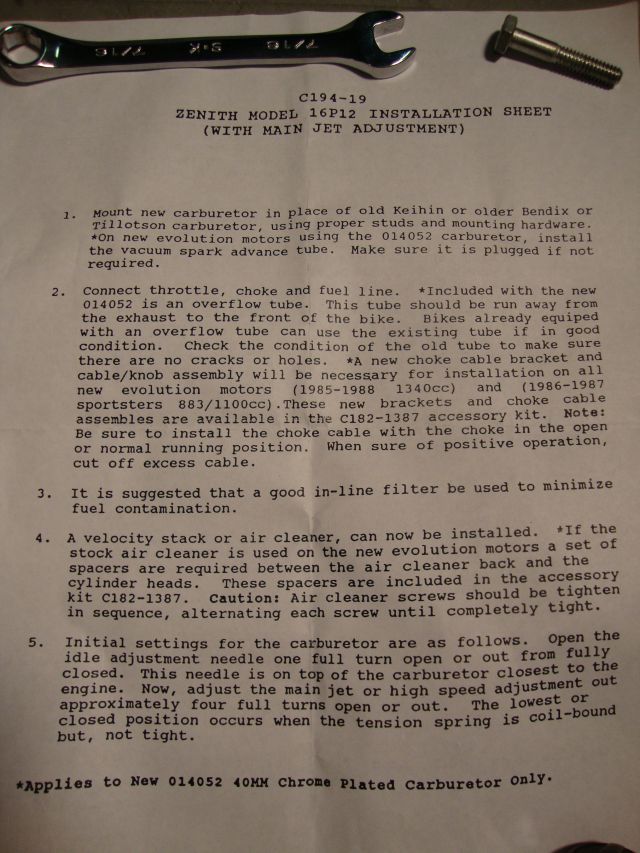 7/16 S-K 7/16
C194-19
ZENITH MODEL 16P12 INSTALLATION SHEET
(WITH MAIN JET ADJUSTMENT)
1. Mount new carburetor in place of old Keihin or older Bendix or
Tillotson carburetor, using proper studs and mounting hardware.
*On new evolution motors using the 014052 carburetor, install
the vacuum spark advance tube. Make sure it is plugged if not
required.
2. Connect throttle, choke and fuel line. *Included with the new
014052 is an overflow tube. This tube should be run away from
the exhaust to the front of the bike. Bikes already equiped
with an overflow tube can use the existing tube if in good
condition. Check the condition of the old tube to make sure
there are no cracks or holes. *A new choke cable bracket and
cable/knob assembly will be necessary for installation on all
new evolution motors (1985-1988 1340cc) and (1986-1987
sportsters 883/1100cc).These new brackets and choke cable
assembles are available in the C182-1387 accessory kit. Note:
Be sure to install the choke cable with the choke in the open
or normal running position. When sure of positive operation,
cut off excess cable.
3. It is suggested that a good in-line filter be used to minimize
fuel contamination.
4. A velocity stack or air cleaner, can now be installed. *If the
stock air cleaner is used on the new evolution motors a set of
spacers are required between the air cleaner back and the
cylinder heads. These spacers are included in the accessory
kit C182-1387. Caution: Air cleaner screws should be tighten
in sequence, alternating each screw until completely tight.
5. Initial settings for the carburetor are as follows. Open the
idle adjustment needle one full turn open or out from fully
closed. This needle is on top of the carburetor closest to the
engine. Now, adjust the main jet or high speed adjustment out
approximately four full turns open or out. The lowest or
closed position occurs when the tension spring is coil-bound
but, not tight.
*Applies to New 014052 40MM Chrome Plated Carburetor Only.